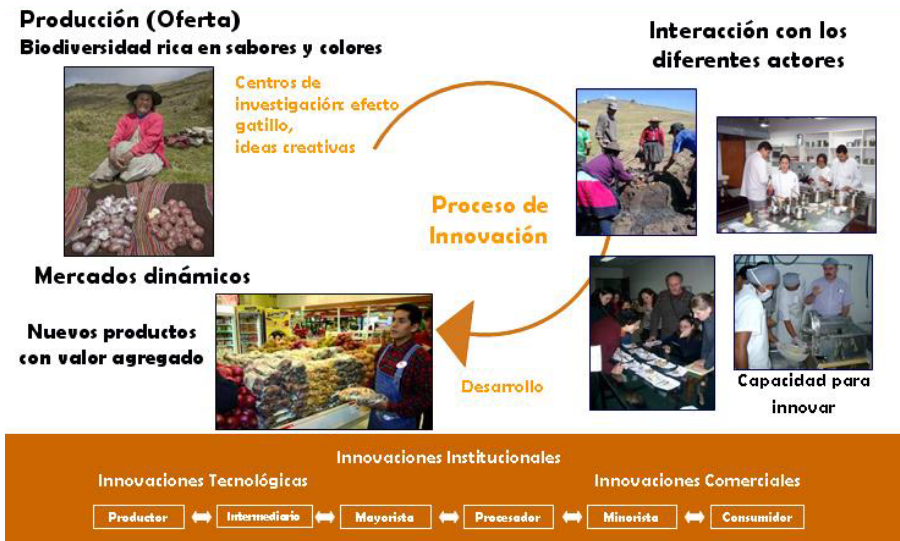 Producción (Oferta)
Biodiversidad rica en sabores y colores
Centros de
investigación: efecto
gatillo,
ideas creativas
Interacción con los
diferentes actores
Proceso de
Innovación
Mercados dinámicos
Nuevos productos
con valor agregado
Desarrollo
Capacidad para
innovar
Innovaciones Institucionales
Innovaciones Tecnológicas
Innovaciones Comerciales
Productor
Intermediario
Mayorista
Procesador
Minorista
Consumidor